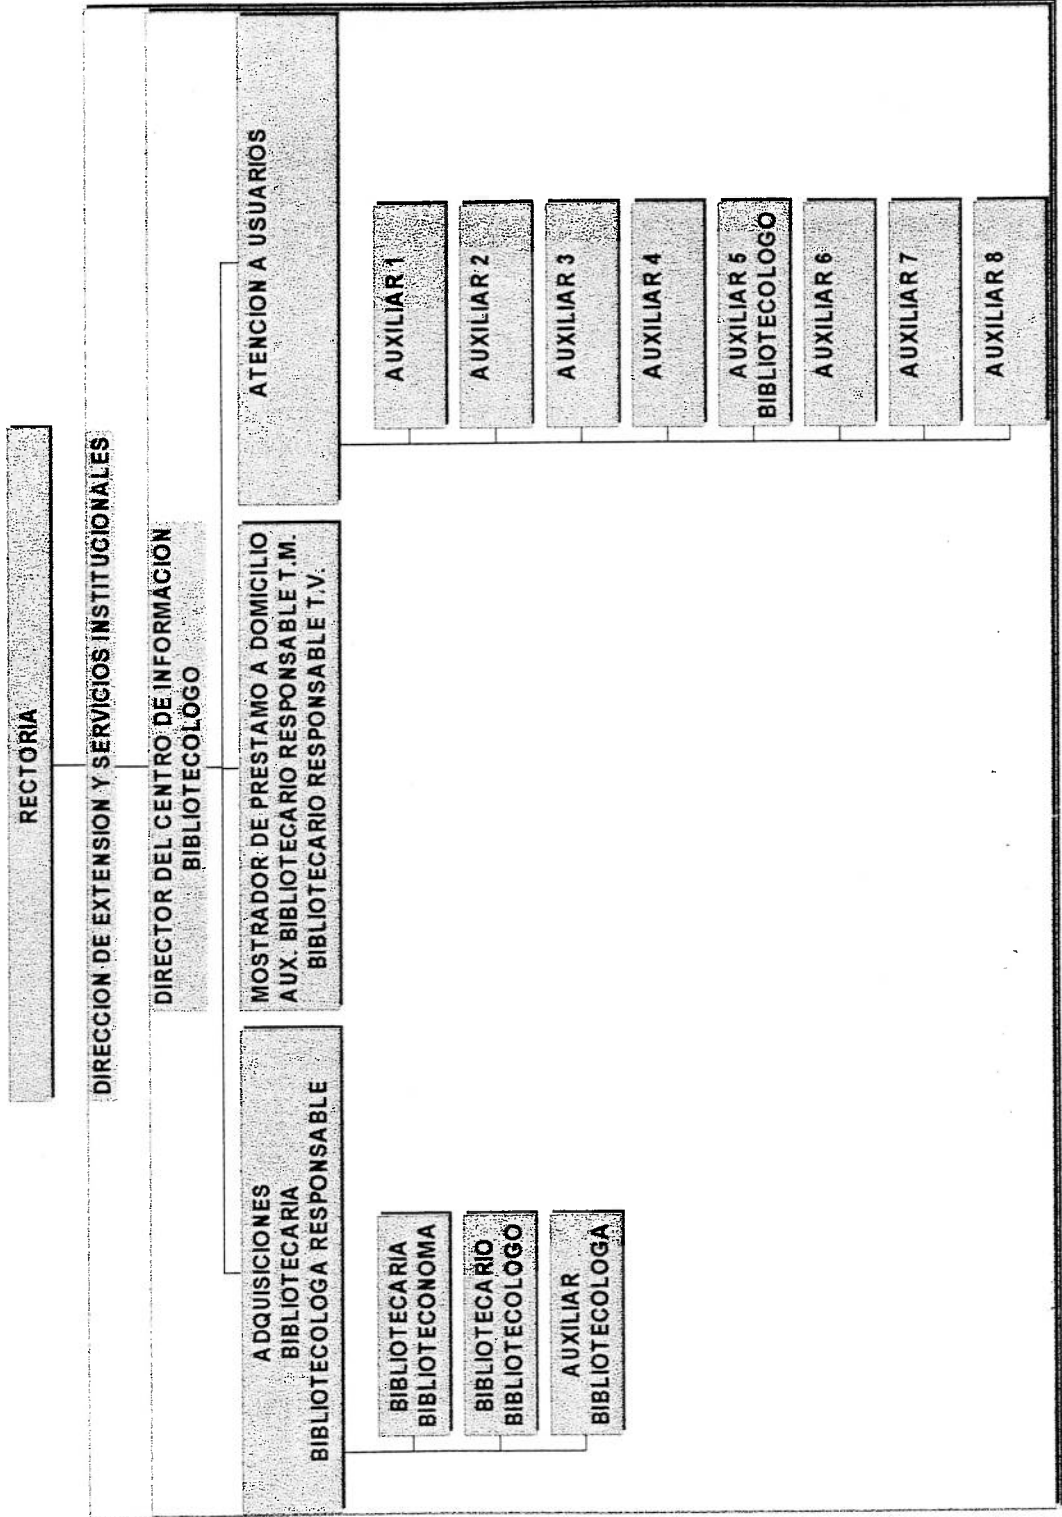 RECTORIA
DIRECCION DE EXTENSION Y SERVICIOS INSTITUCIONALES
DIRECTOR DEL CENTRO DE INFORMACION
BIBLIOTECOLOGO
ADQUISICIONES
BIBLIOTECARIA
BIBLIOTECOLOGA RESPONSABLE
BIBLIOTECARIA
BIBLIOTECONOMA
BIBLIOTECARIO
BIBLIOTECOLOGO
AUXILIAR
BIBLIOTECOLOGA
MOSTRADOR DE PRESTAMO A DOMICILIO
AUX. BIBLIOTECARIO RESPONSABLE T.M.
BIBLIOTECARIO RESPONSABLE T.V.
ATENCION A USUARIOS
AUXILIAR 1
AUXILIAR 2
AUXILIAR 3
AUXILIAR 4
AUXILIAR 5
BIBLIOTECOLOGO
AUXILIAR 6
AUXILIAR 7
AUXILIAR 8